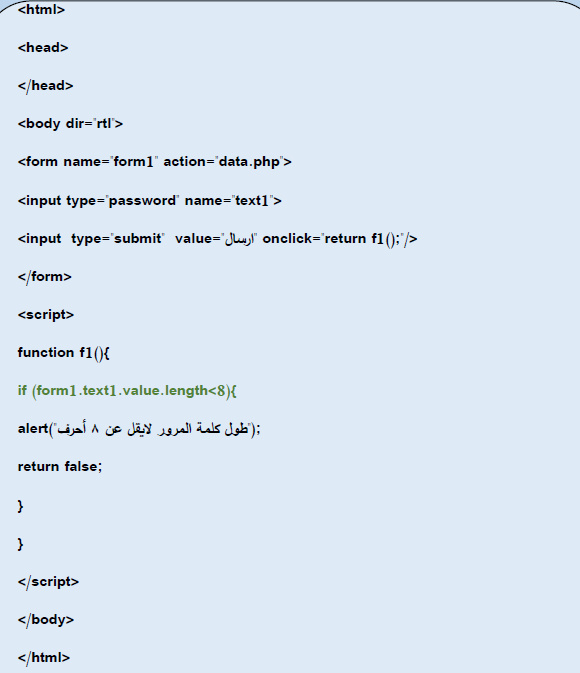 <html>
<head>
</head>
<body dir="rtl">
<form name="form1" action="data.php">
<input type="password" name="text1">
<input type="submit" value="ارسال" onclick="return f1();"/>
</form>
<script>
function f1(){
if (form1.text1.value.length<8){
alert("طول كلمة المرور لايقل عن ٨ أحرف");
return false;
}
}
</script>
</body>
</html>